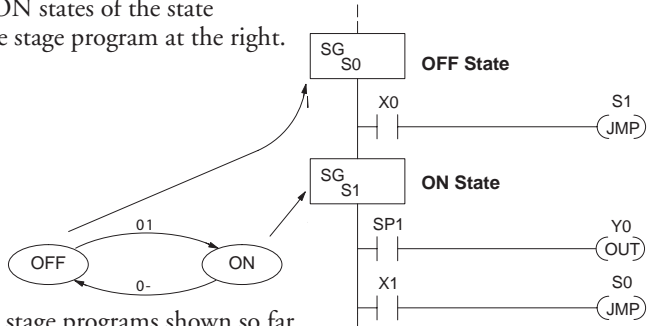 ON states of the state
e stage program at the right.
SG
S0
OFF State
X0
S1
JMP
SG
S1
ON State
SP1
Y0
OUT
X1
S0
JMP
01
OFF
ON
0-
stage programs shown so far